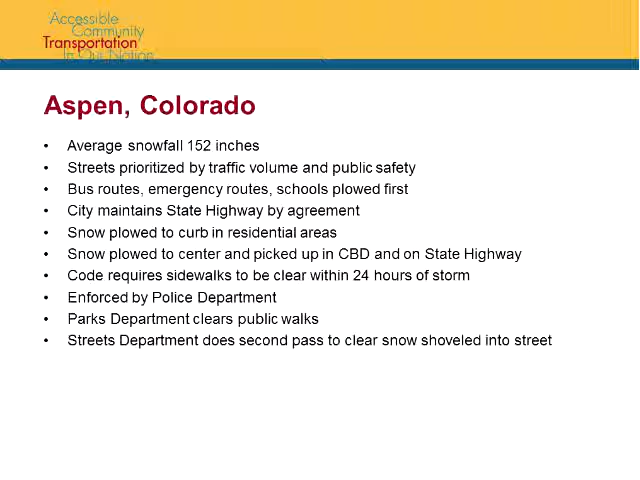 Accessible
Community
Transportation
In Our Nation
Aspen, Colorado
• Average snowfall 152 inches
• Streets prioritized by traffic volume and public safety
• Bus routes, emergency routes, schools plowed first
• City maintains State Highway by agreement
• Snow plowed to curb in residential areas
• Snow plowed to center and picked up in CBD and on State Highway
• Code requires sidewalks to be clear within 24 hours of storm
• Enforced by Police Department
• Parks Department clears public walks
• Streets Department does second pass to clear snow shoveled into street